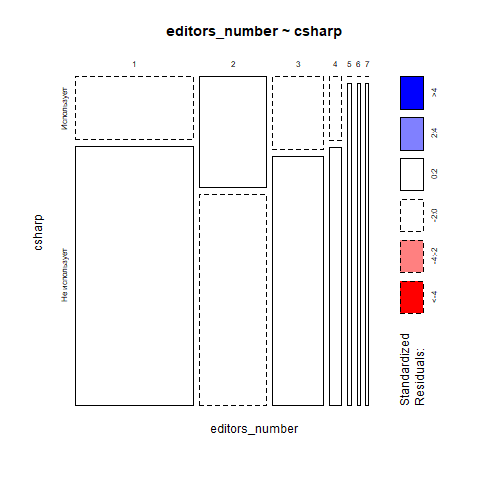 editors_number ~ csharp
1 2 3 4 5 6 7
Использует
Не использует
csharp
editors_number
Standardized
Residuals:
<-4
-4:-2
-2:0
0:2
2:4
>4